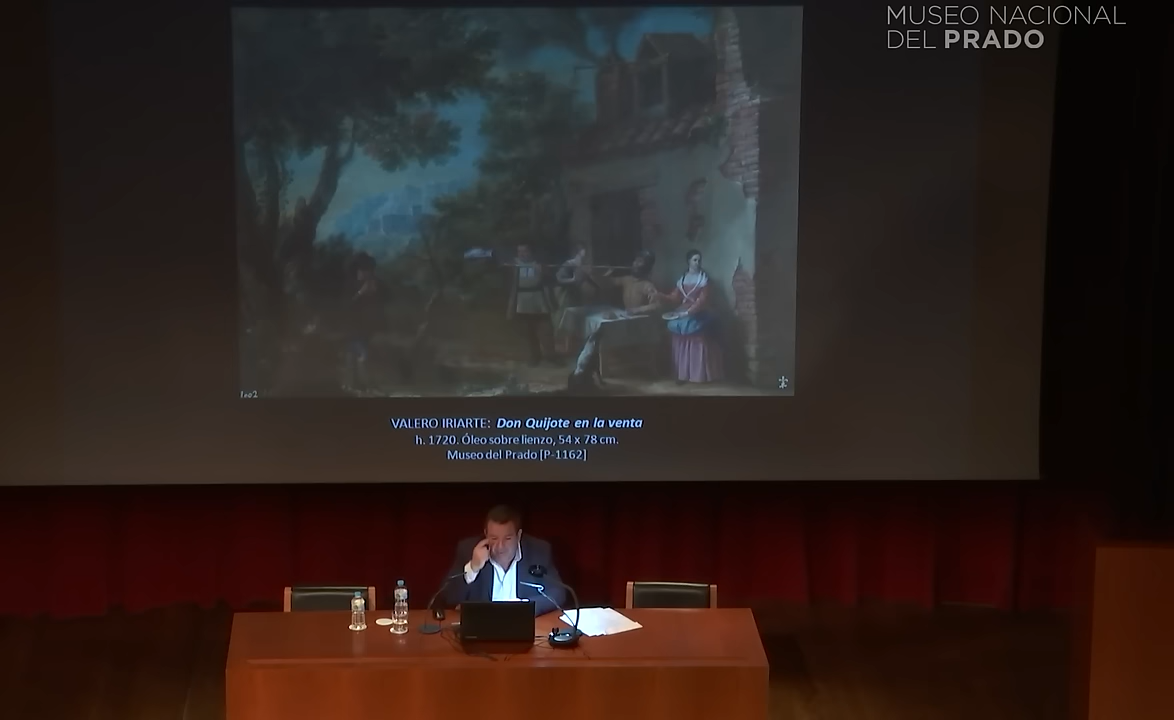 MUSEO NACIONAL
DEL PRADO
1002
VALERO IRIARTE: Don Quijote en la venta
h. 1720. Óleo sobre lienzo, 54 x 78 cm.
Museo del Prado [P-1162]